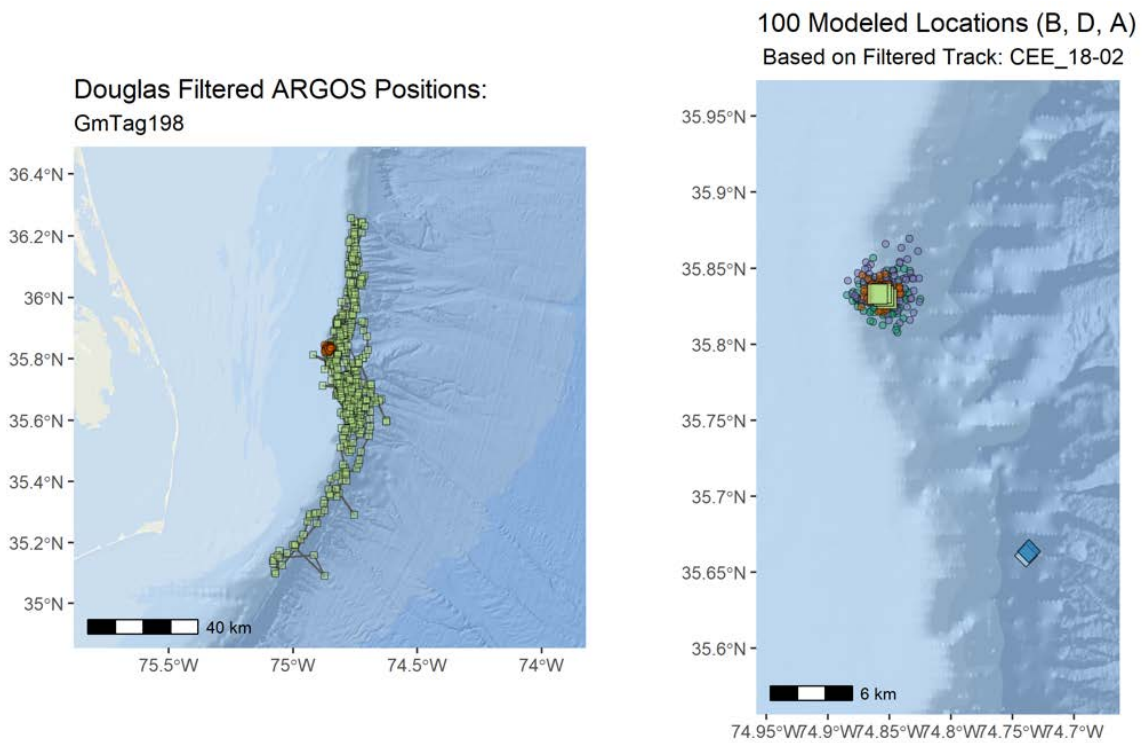 Douglas Filtered ARGOS Positions:
GmTag198
36.4°N
36.2°N
36°N
35.8°N
35.6°N
35.4°N
35.2°N
35°N
40 km
75.5°W
75°W
74.5°W
74°W
100 Modeled Locations (B, D, A)
Based on Filtered Track: CEE_18-02
35.95°N
35.9°N
35.85°N
35.8°N
35.75°N
35.7°N
35.65°N
35.6°N
6 km
74.95°W74.9°W74.85°W74.8°W74.75°W74.7°W